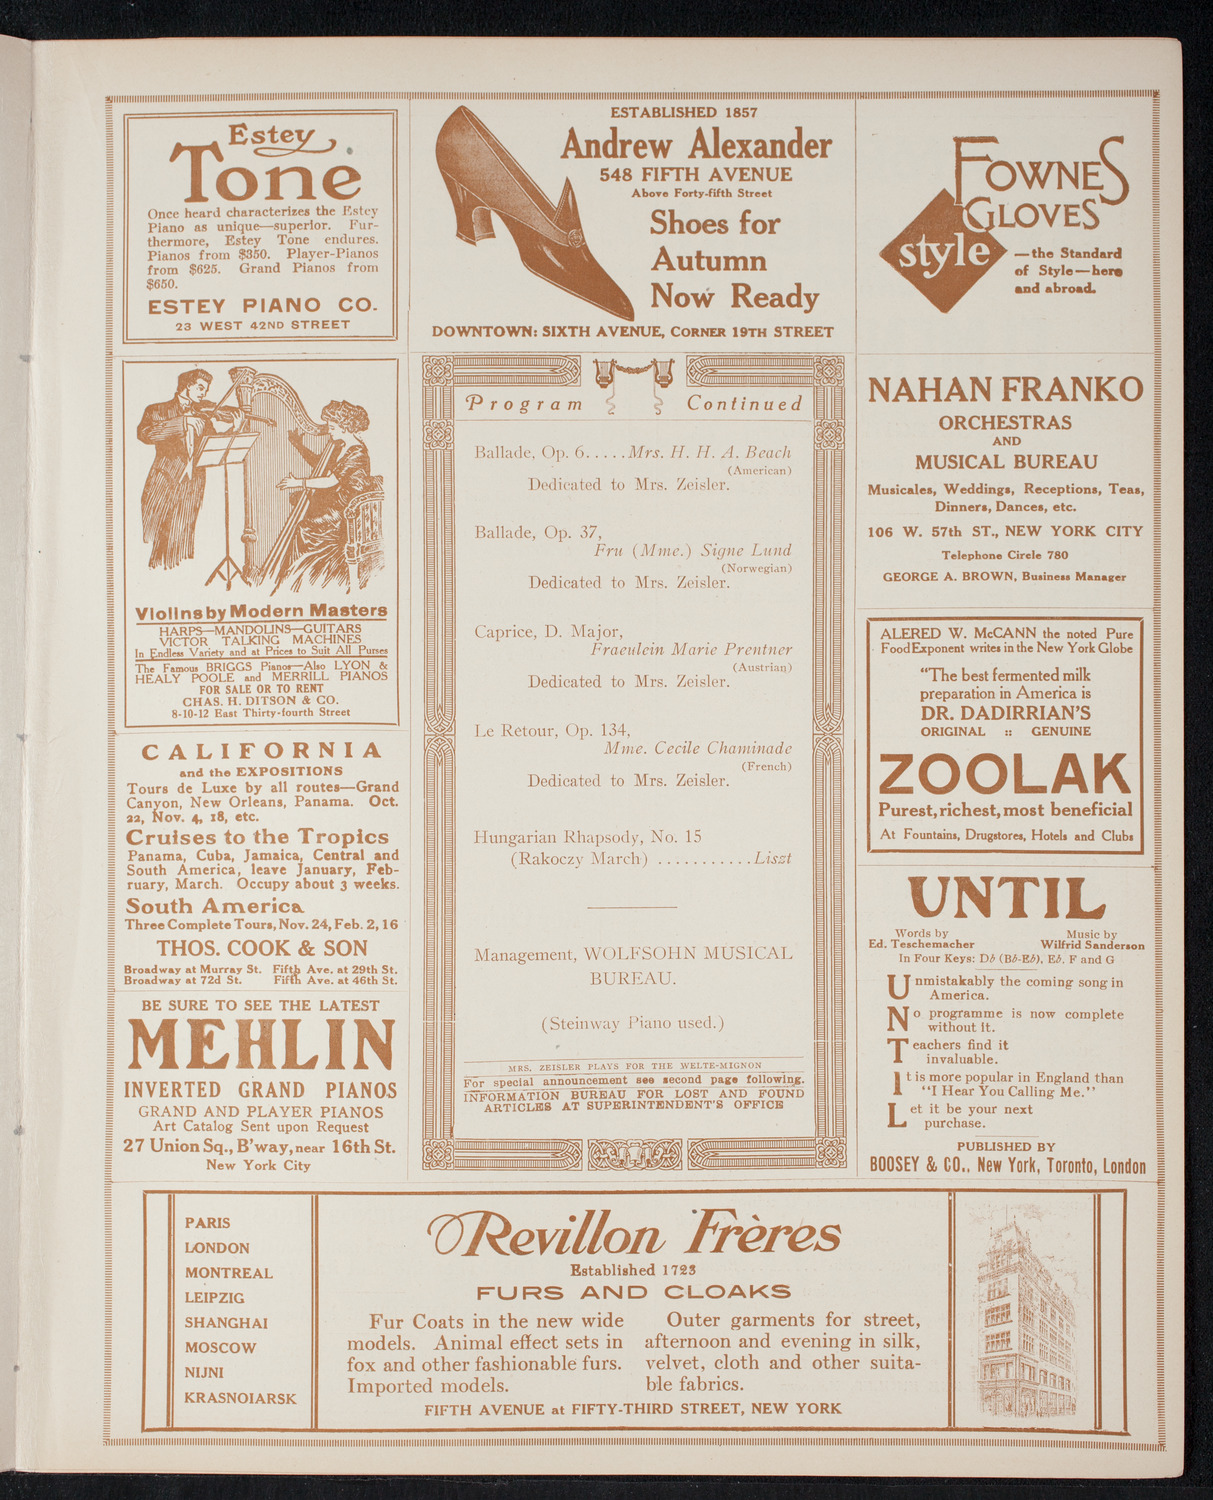 Estey
Tone
Once heard characterizes the Estey
Piano as unique—superior. Fur-
thermore, Estey Tone endures.
Pianos from $350. Player-Pianos
from $625. Grand Pianos from
$650.
ESTEY PIANO CO.
23 WEST 42ND STREET
ESTABLISHED 1857
Andrew Alexander
548 FIFTH AVENUE
Above Forty-fifth Street
Shoes for
Autumn
Now Ready
DOWNTOWN: SIXTH AVENUE, CORNER 19TH STREET
FOWNES
GLOVES
style
—the Standard
of Style—here
and abroad.
Violins by Modern Masters
HARPS—MANDOLINS—GUITARS
VICTOR TALKING MACHINES
In Endless Variety and at Prices to Suit All Purses
The Famous BRIGGS Pianos—Also LYON &
HEALY POOLE and MERRILL PIANOS
FOR SALE OR TO RENT
CHAS. H. DITSON & CO.
8-10-12 East Thirty-fourth Street
CALIFORNIA
and the EXPOSITIONS
Tours de Luxe by all routes—Grand
Canyon, New Orleans, Panama. Oct.
22, Nov. 4, 18, etc.
Cruises to the Tropics
Panama, Cuba, Jamaica, Central and
South America, leave January, Feb-
ruary, March. Occupy about 3 weeks.
South America
Three Complete Tours, Nov. 24, Feb. 2, 16
THOS. COOK & SON
Broadway at Murray St. Fifth Ave. at 29th St.
Broadway at 72d St. Fifth Ave. at 46th St.
BE SURE TO SEE THE LATEST
MEHLIN
INVERTED GRAND PIANOS
GRAND AND PLAYER PIANOS
Art Catalog Sent upon Request
27 Union Sq., B'way, near 16th St.
New York City
Program Continued
Ballade, Op. 6.....Mrs. H. H. A. Beach
(American)
Dedicated to Mrs. Zeisler.
Ballade, Op. 37,
Fru (Mme.) Signe Lund
(Norwegian)
Dedicated to Mrs. Zeisler.
Caprice, D. Major,
Fraeulein Marie Prentner
(Austrian)
Dedicated to Mrs. Zeisler.
Le Retour, Op. 134,
Mme. Cecile Chaminade
(French)
Dedicated to Mrs. Zeisler.
Hungarian Rhapsody, No. 15
(Rakoczy March) ...........Liszt
Management, WOLFSOHN MUSICAL
BUREAU.
(Steinway Piano used.)
MRS. ZEISLER PLAYS FOR THE WELTE-MIGNON
For special announcement see second page following.
INFORMATION BUREAU FOR LOST AND FOUND
ARTICLES AT SUPERINTENDENT'S OFFICE
NAHAN FRANKO
ORCHESTRAS
AND
MUSICAL BUREAU
Musicales, Weddings, Receptions, Teas,
Dinners, Dances, etc.
106 W. 57th ST., NEW YORK CITY
Telephone Circle 780
GEORGE A. BROWN, Business Manager
ALERED W. McCANN the noted Pure
Food Exponent writes in the New York Globe
"The best fermented milk
preparation in America is
DR. DADIRRIAN'S
ORIGINAL :: GENUINE
ZOOLAK
Purest, richest, most beneficial
At Fountains, Drugstores, Hotels and Clubs
UNTIL
Words by Music by
Ed. Teschemacher Wilfrid Sanderson
In Four Keys: D♭ (B♭-E♭), E♭, F and G
Unmistakably the coming song in
America.
No programme is now complete
without it.
Teachers find it
invaluable.
It is more popular in England than
"I Hear You Calling Me."
Let it be your next
purchase.
PUBLISHED BY
BOOSEY & CO., New York, Toronto, London
PARIS
LONDON
MONTREAL
LEIPZIG
SHANGHAI
MOSCOW
NIJNI
KRASNOIARSK
Revillon Frères
Established 1723
FURS AND CLOAKS
Fur Coats in the new wide
models. Animal effect sets in
fox and other fashionable furs.
Imported models.
Outer garments for street,
afternoon and evening in silk,
velvet, cloth and other suita-
ble fabrics.
FIFTH AVENUE at FIFTY-THIRD STREET, NEW YORK